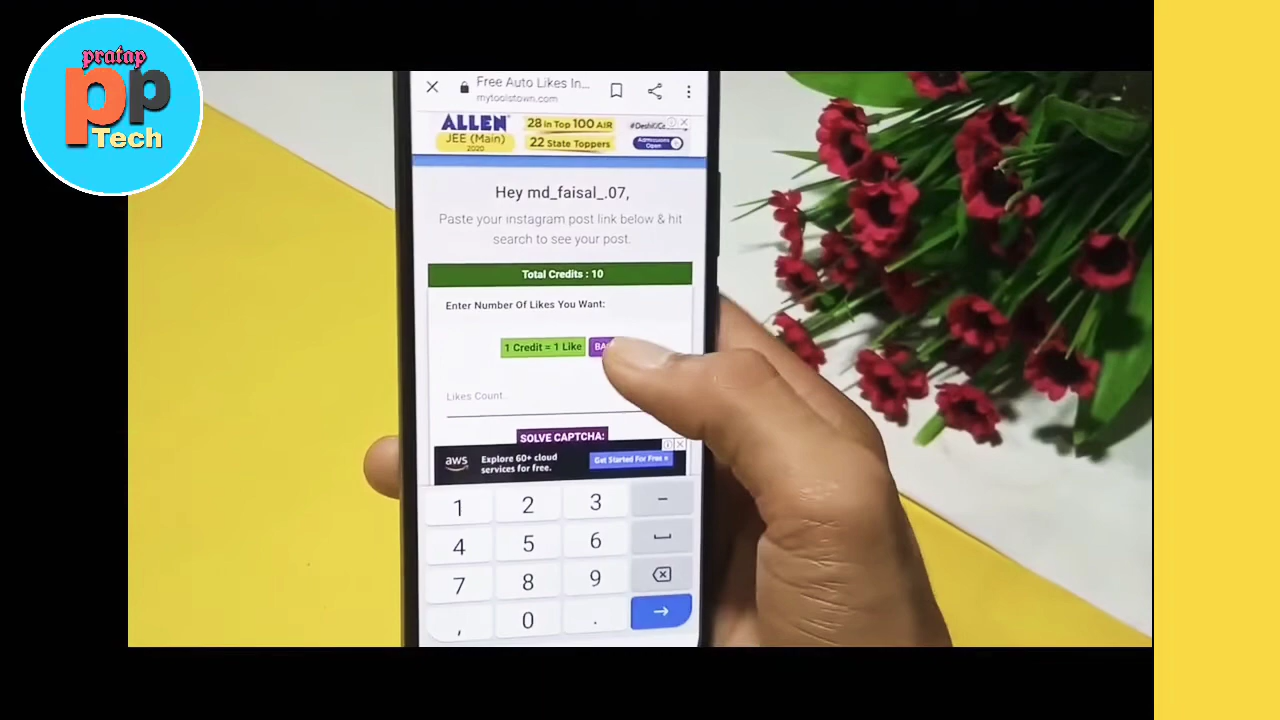 pratap
pp
Tech
Free Auto Likes In...
mytoolstown.com
ALLEN
JEE (Main)
2020
28 in Top 100 AIR
22 State Toppers
Admissions
Open
Hey md_faisal_.07,
Paste your instagram post link below & hit
search to see your post.
Total Credits : 10
Enter Number Of Likes You Want:
1 Credit = 1 Like
Likes Count..
SOLVE CAPTCHA:
aws
Explore 60+ cloud
services for free.
Get Started For Free »
1 2 3 -
4 5 6
7 8 9
, 0 .